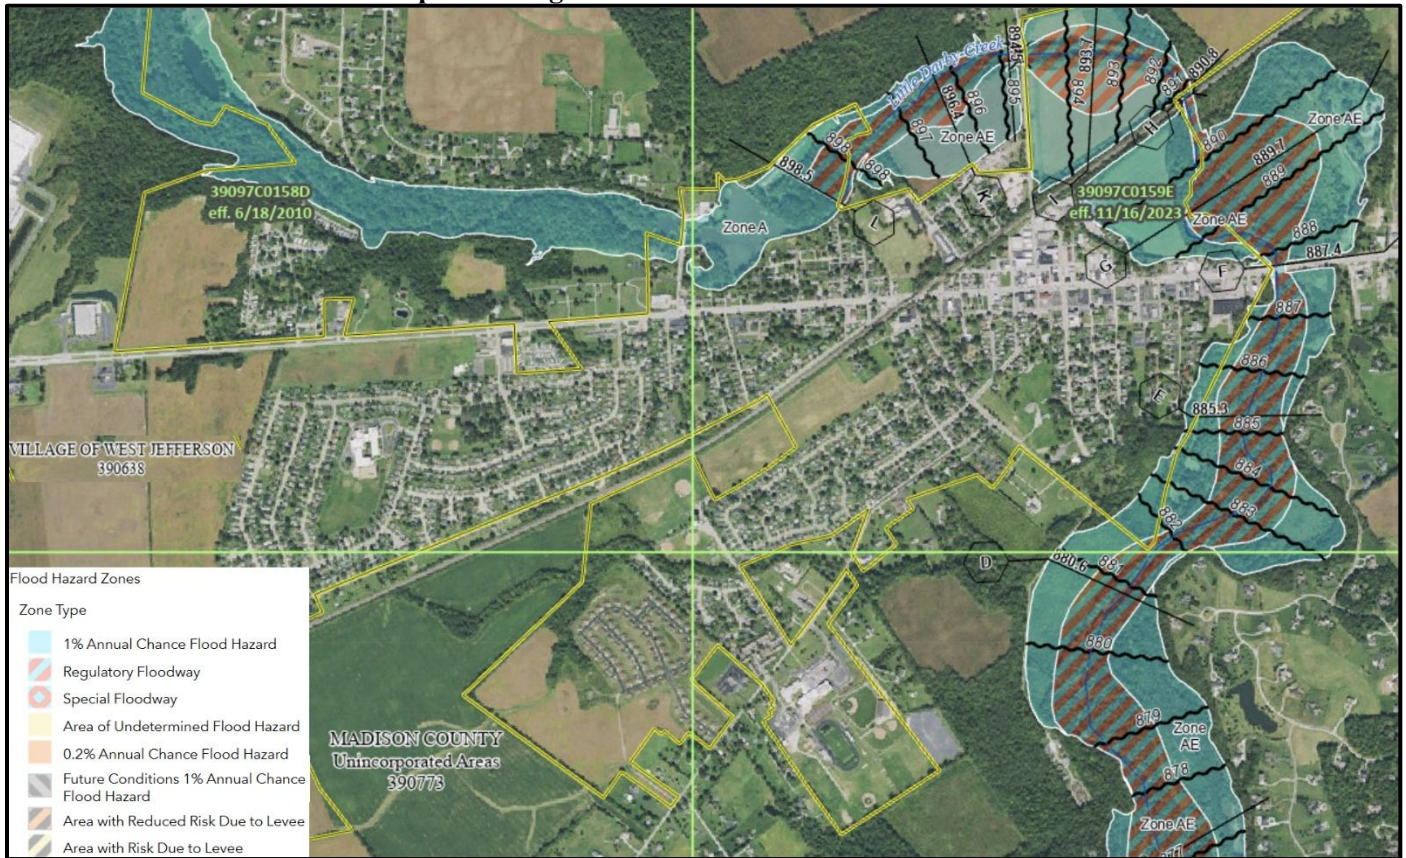 894.5
893.7
893
892
891
890.8
Little Darby Creek
896
896.4
895
894
897
Zone AE
898
898
898.5
H
890
Zone AE
889.7
889
39097C0158D
eff. 6/18/2010
K
I
39097C0159E
eff. 11/16/2023
L
Zone A
Zone AE
888
887.4
G
F
887
886
E
885.3
885
VILLAGE OF WEST JEFFERSON
390638
884
883
882
D
880.6
881
880
879
Zone
AE
878
Zone AE
MADISON COUNTY
Unincorporated Areas
390773
Flood Hazard Zones
Zone Type
1% Annual Chance Flood Hazard
Regulatory Floodway
Special Floodway
Area of Undetermined Flood Hazard
0.2% Annual Chance Flood Hazard
Future Conditions 1% Annual Chance
Flood Hazard
Area with Reduced Risk Due to Levee
Area with Risk Due to Levee